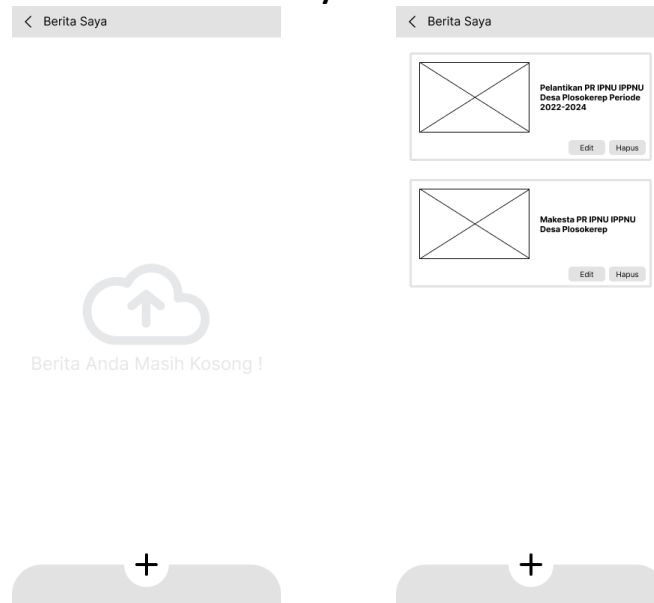 Berita Saya
Berita Anda Masih Kosong !
Berita Saya
Pelantikan PR IPNU IPPNU
Desa Plosokerep Periode
2022-2024
Edit Hapus
Makesta PR IPNU IPPNU
Desa Plosokerep
Edit Hapus